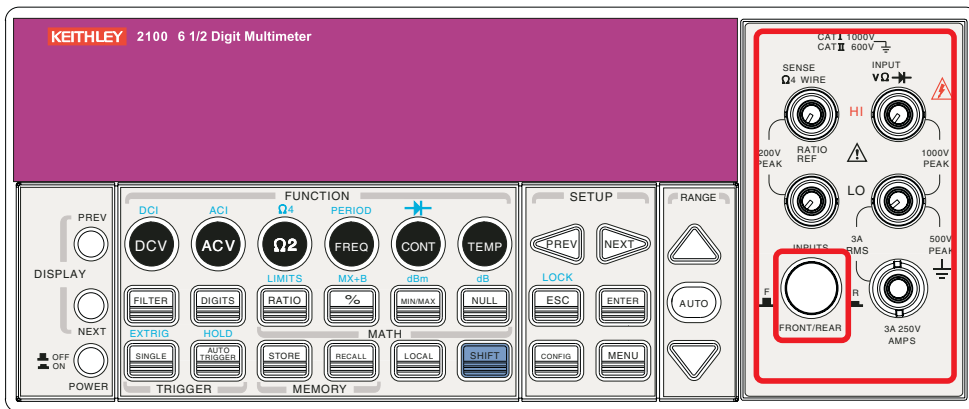 KEITHLEY 2100 6 1/2 Digit Multimeter
CAT I 1000V
CAT II 600V
SENSE
Ω4 WIRE
INPUT
VΩ
HI
200V
PEAK
RATIO
REF
1000V
PEAK
LO
3A
RMS
500V
PEAK
INPUTS
F
R
FRONT/REAR
3A 250V
AMPS
PREV
DISPLAY
NEXT
OFF
ON
POWER
FUNCTION
DCI ACI Ω4 PERIOD
DCV ACV Ω2 FREQ CONT TEMP
LIMITS MX+B dBm dB
FILTER DIGITS RATIO % MIN/MAX NULL
EXTRIG HOLD MATH
SINGLE AUTO TRIGGER STORE RECALL LOCAL SHIFT
TRIGGER MEMORY
SETUP
PREV NEXT
LOCK
ESC ENTER
CONFIG MENU
RANGE
AUTO